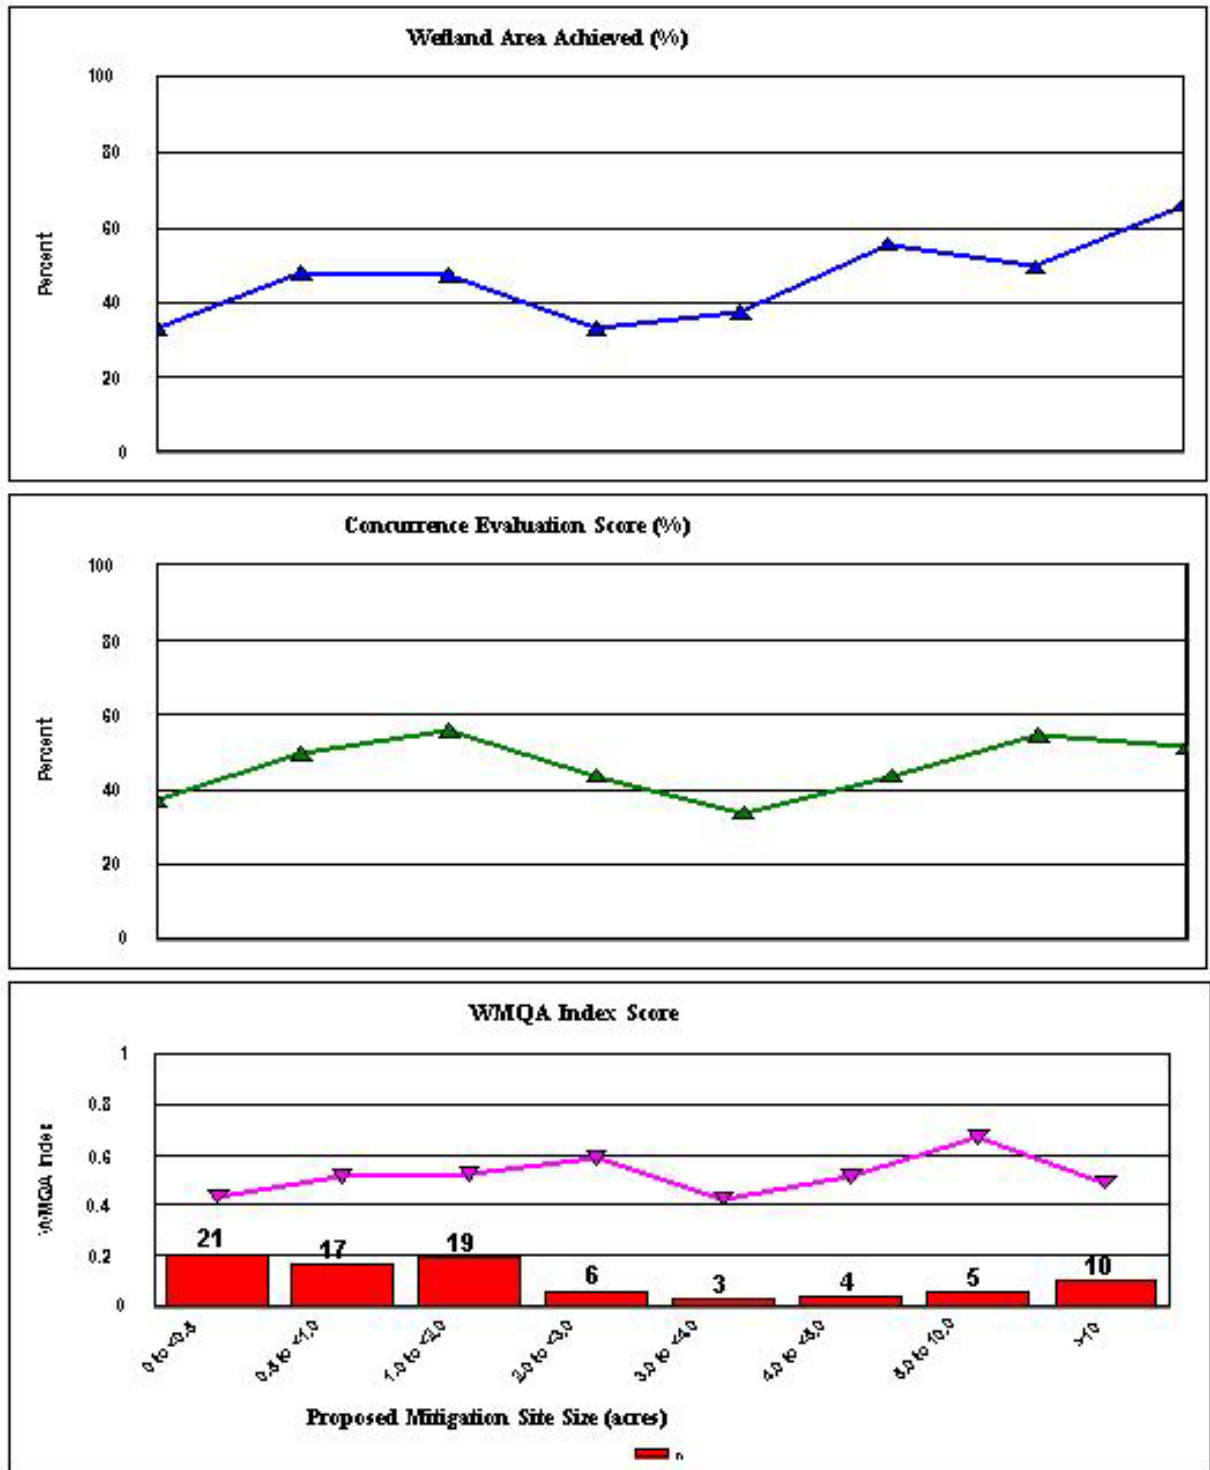 Wetland Area Achieved (%)
100
80
60
40
20
0
Percent
Concurrence Evaluation Score (%)
100
80
60
40
20
0
Percent
WMQA Index Score
1
0.8
0.6
0.4
0.2
0
WMQA Index
21 17 19 6 3 4 5 10
0 to <0.5 0.5 to <1.0 1.0 to <2.0 2.0 to <3.0 3.0 to <4.0 4.0 to <5.0 5.0 to 10.0 >10
Proposed Mitigation Site Size (acres)
n